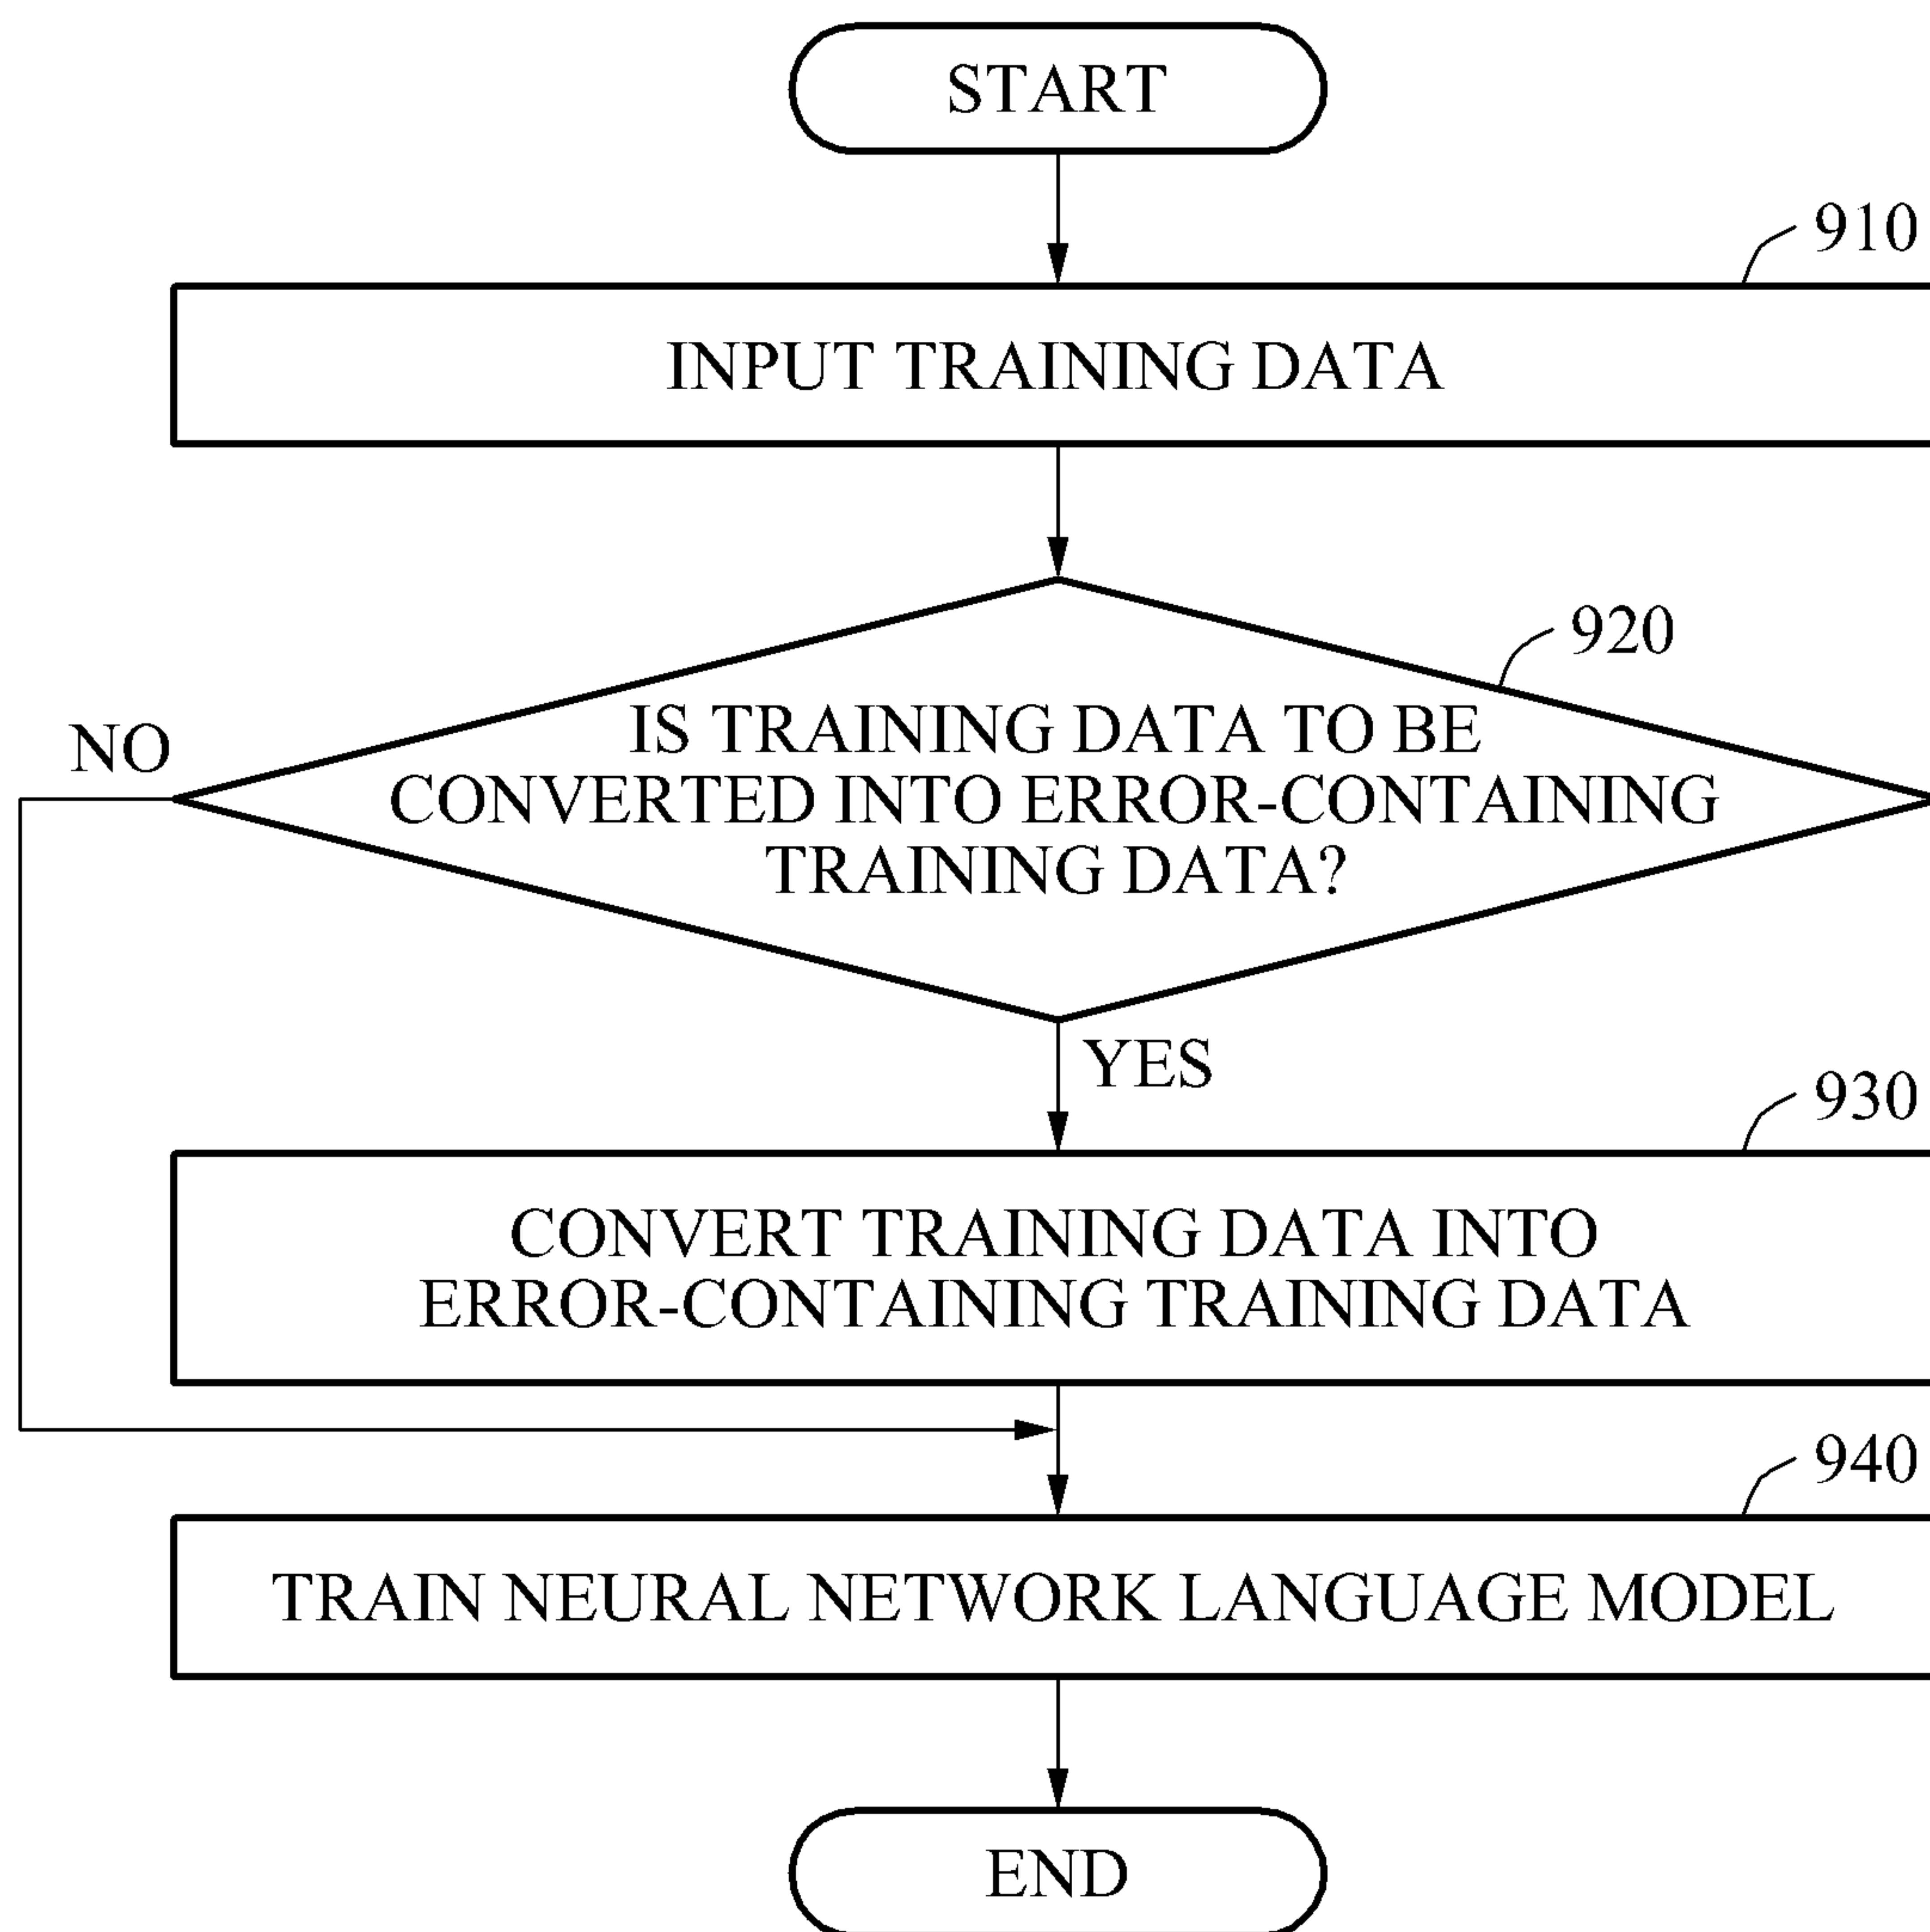 START
910
INPUT TRAINING DATA
920
NO
IS TRAINING DATA TO BE
CONVERTED INTO ERROR-CONTAINING
TRAINING DATA?
YES
930
CONVERT TRAINING DATA INTO
ERROR-CONTAINING TRAINING DATA
940
TRAIN NEURAL NETWORK LANGUAGE MODEL
END